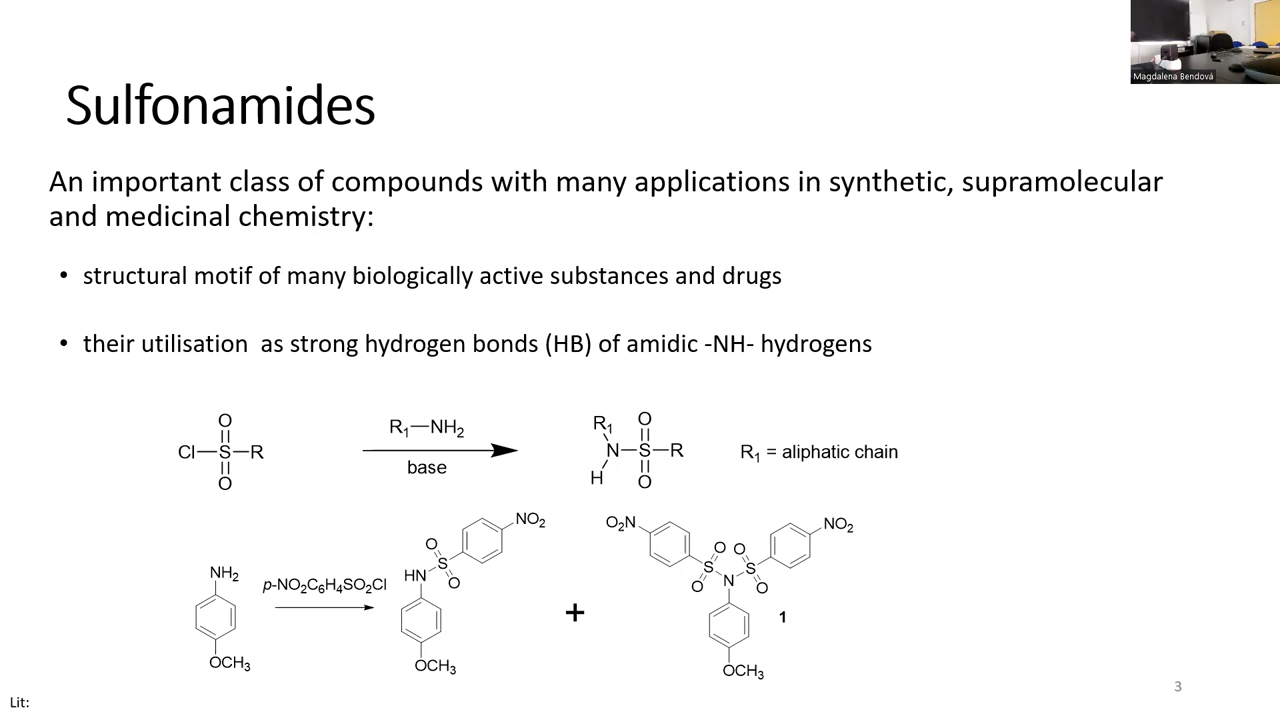 Magdalena Bendová
Sulfonamides
An important class of compounds with many applications in synthetic, supramolecular
and medicinal chemistry:
• structural motif of many biologically active substances and drugs
• their utilisation as strong hydrogen bonds (HB) of amidic -NH- hydrogens
O
Cl—S—R
O
R₁—NH₂
base
R₁ O
N—S—R
H O
R₁ = aliphatic chain
NH₂
OCH₃
p-NO₂C₆H₄SO₂Cl
NO₂
O
S
HN O
OCH₃
+
O₂N NO₂
O O
S S
O N O
1
OCH₃
3
Lit: